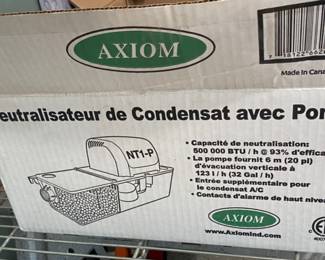 AXIOM
Made In Cana
eutralisateur de Condensat avec Pom
NT1-P
• Capacité de neutralisation:
500 000 BTU / h @ 93% d'effica
• La pompe fournit 6 m (20 pi)
d'évacuation verticale à
123 l / h (32 Gal / h)
• Entrée supplémentaire pour
le condensat A/C
• Contacts d'alarme de haut nive
AXIOM
www.Axiomind.com